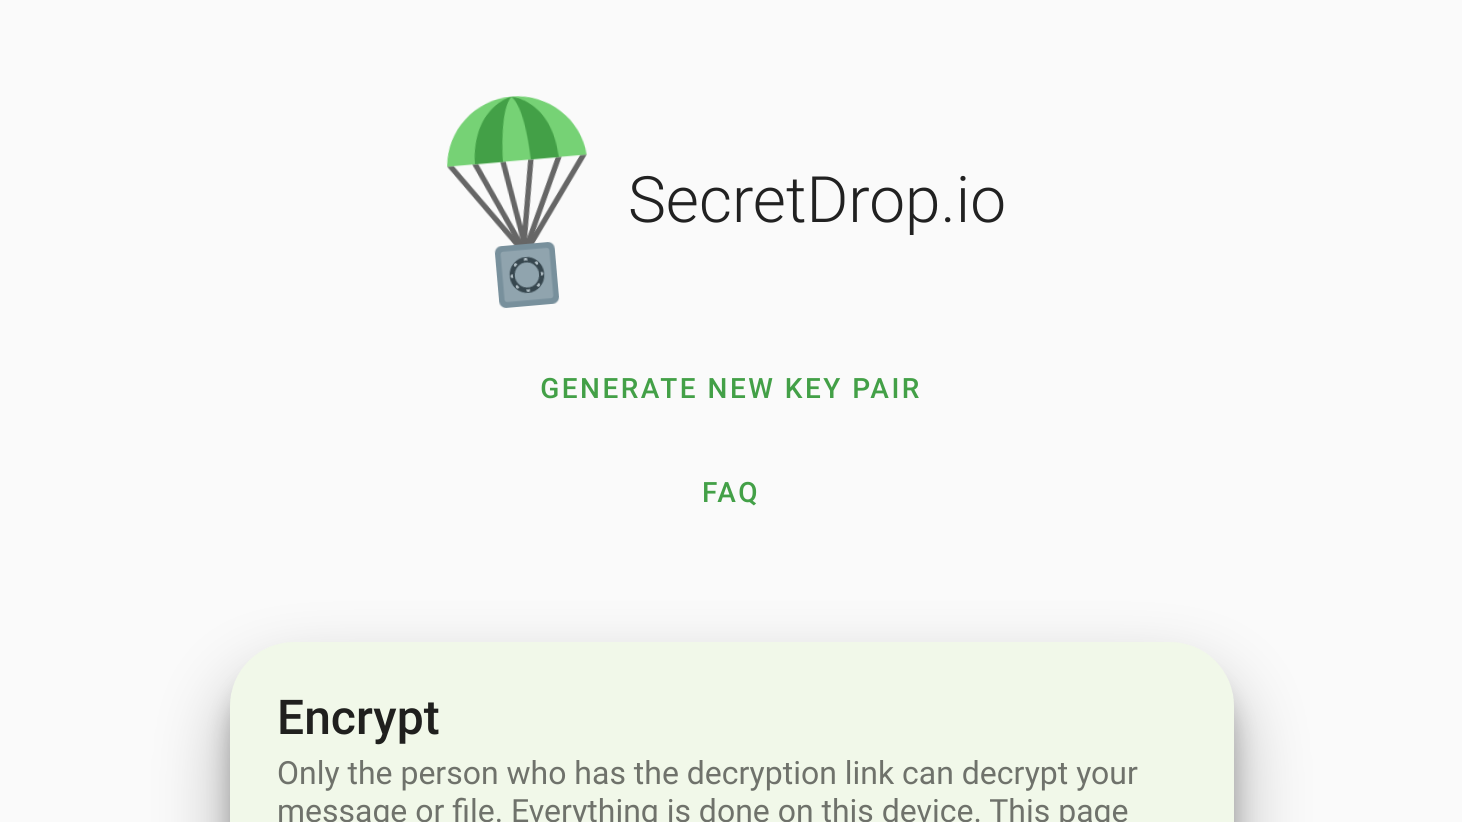 SecretDrop.io
GENERATE NEW KEY PAIR
FAQ
Encrypt
Only the person who has the decryption link can decrypt your
message or file. Everything is done on this device. This page